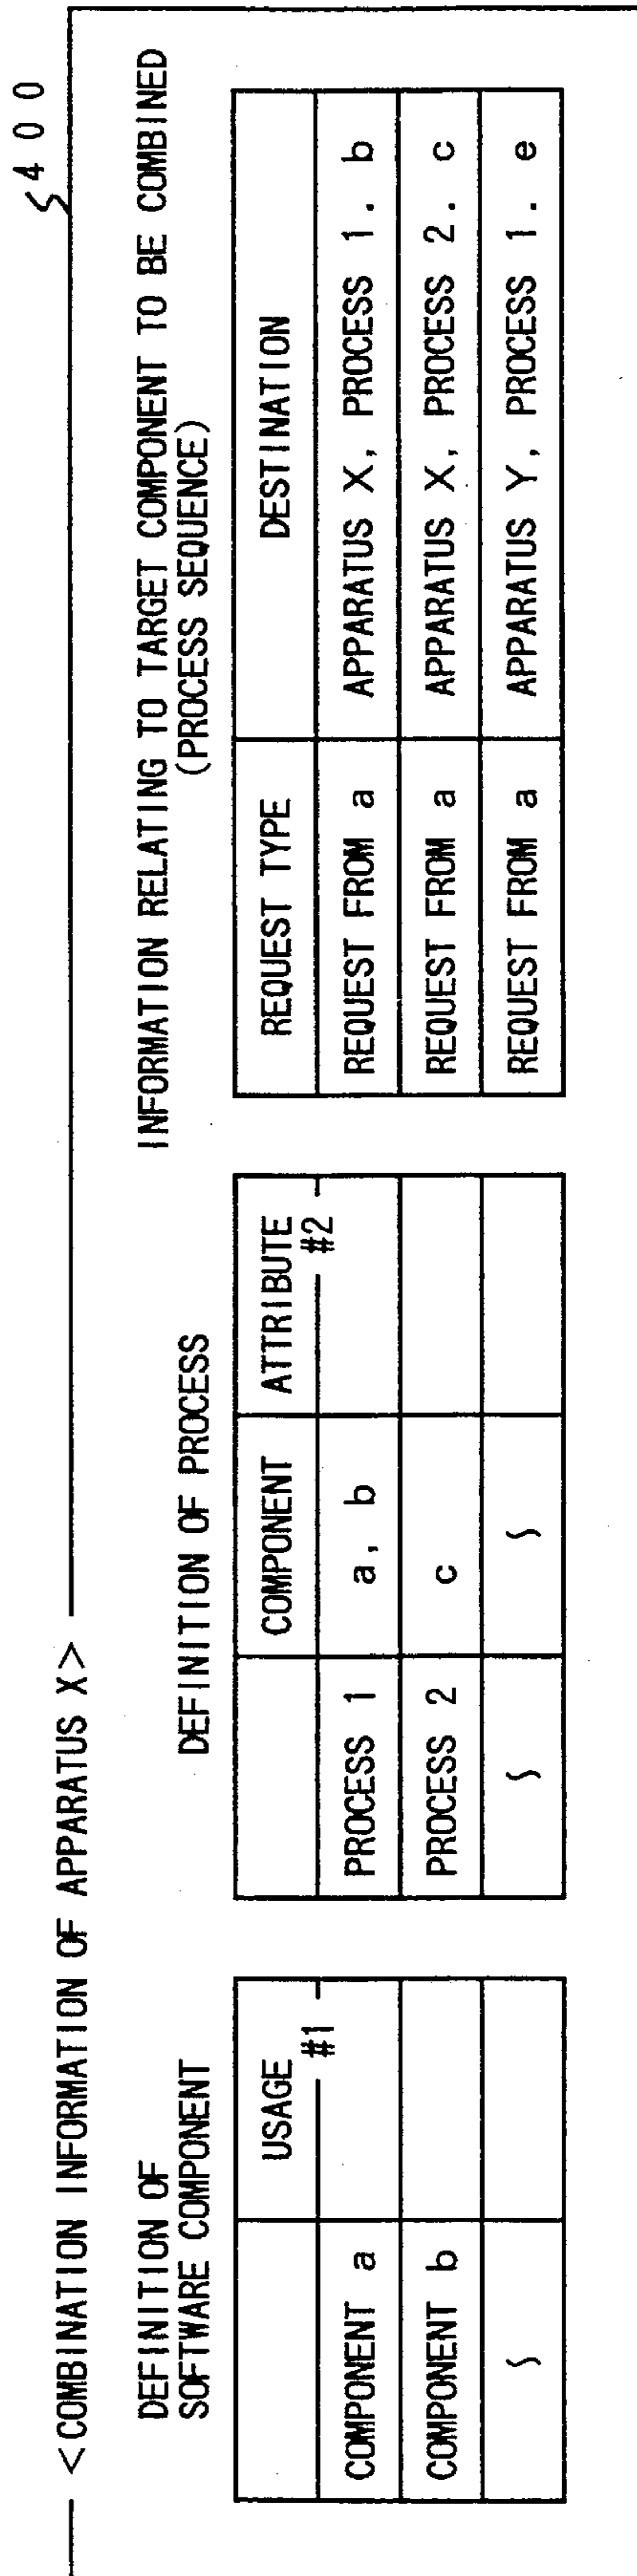 400
<COMBINATION INFORMATION OF APPARATUS X>
DEFINITION OF
SOFTWARE COMPONENT
USAGE
#1
COMPONENT a
COMPONENT b
DEFINITION OF PROCESS
COMPONENT ATTRIBUTE
#2
PROCESS 1 a, b
PROCESS 2 c
INFORMATION RELATING TO TARGET COMPONENT TO BE COMBINED
(PROCESS SEQUENCE)
REQUEST TYPE DESTINATION
REQUEST FROM a APPARATUS X, PROCESS 1. b
REQUEST FROM a APPARATUS X, PROCESS 2. c
REQUEST FROM a APPARATUS Y, PROCESS 1. e